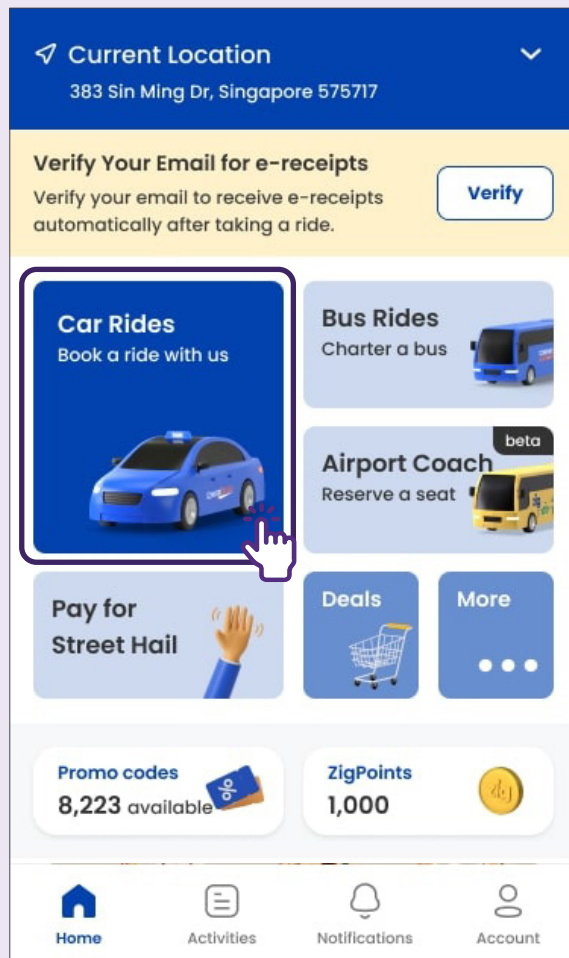 Current Location
383 Sin Ming Dr, Singapore 575717
Verify Your Email for e-receipts
Verify your email to receive e-receipts
automatically after taking a ride.
Verify
Car Rides
Book a ride with us
Bus Rides
Charter a bus
beta
Airport Coach
Reserve a seat
Pay for
Street Hail
Deals
More
Promo codes
8,223 available
ZigPoints
1,000
Home
Activities
Notifications
Account